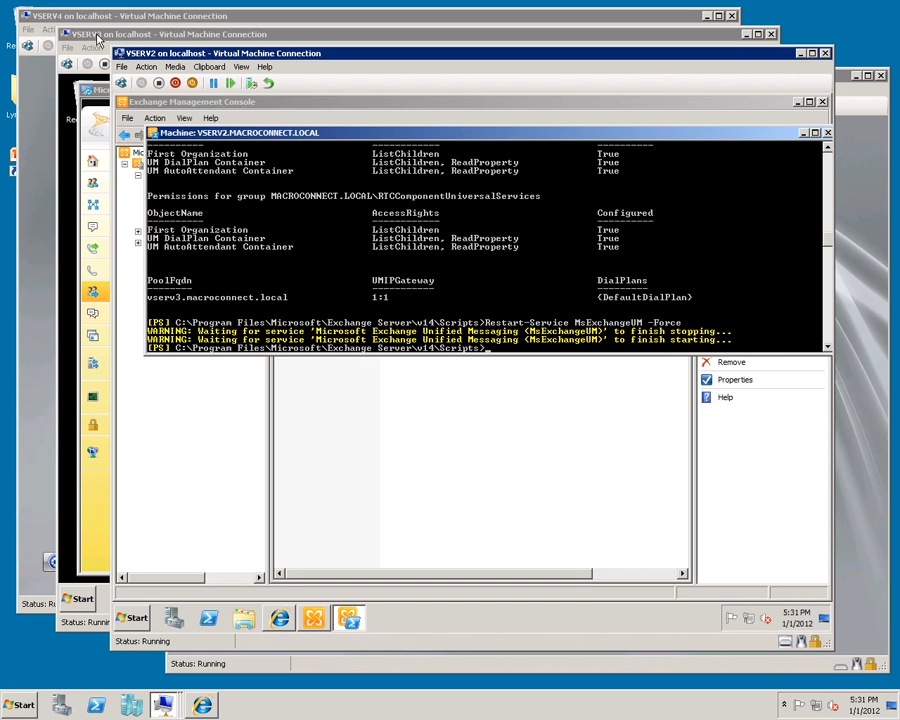 VSERV4 on localhost - Virtual Machine Connection
File
VSERV3 on localhost - Virtual Machine Connection
File
Action
VSERV2 on localhost - Virtual Machine Connection
File Action Media Clipboard View Help
Exchange Management Console
File Action View Help
Machine: VSERV2.MACROCONNECT.LOCAL
First Organization ListChildren True
UM DialPlan Container ListChildren, ReadProperty True
UM AutoAttendant Container ListChildren, ReadProperty True
Permissions for group MACROCONNECT.LOCAL\RTCComponentUniversalServices
ObjectName AccessRights Configured
---------- ------------ ----------
First Organization ListChildren True
UM DialPlan Container ListChildren, ReadProperty True
UM AutoAttendant Container ListChildren, ReadProperty True
PoolFqdn UMIPGateway DialPlans
-------- ----------- ---------
vserv3.macroconnect.local 1:1 {DefaultDialPlan}
[PS] C:\Program Files\Microsoft\Exchange Server\v14\Scripts>Restart-Service MsExchangeUM -Force
WARNING: Waiting for service 'Microsoft Exchange Unified Messaging (MsExchangeUM)' to finish stopping...
WARNING: Waiting for service 'Microsoft Exchange Unified Messaging (MsExchangeUM)' to finish starting...
[PS] C:\Program Files\Microsoft\Exchange Server\v14\Scripts>_
Remove
Properties
Help
Start
Start
5:31 PM
1/1/2012
Status: Running
Status: Running
Start
5:31 PM
1/1/2012